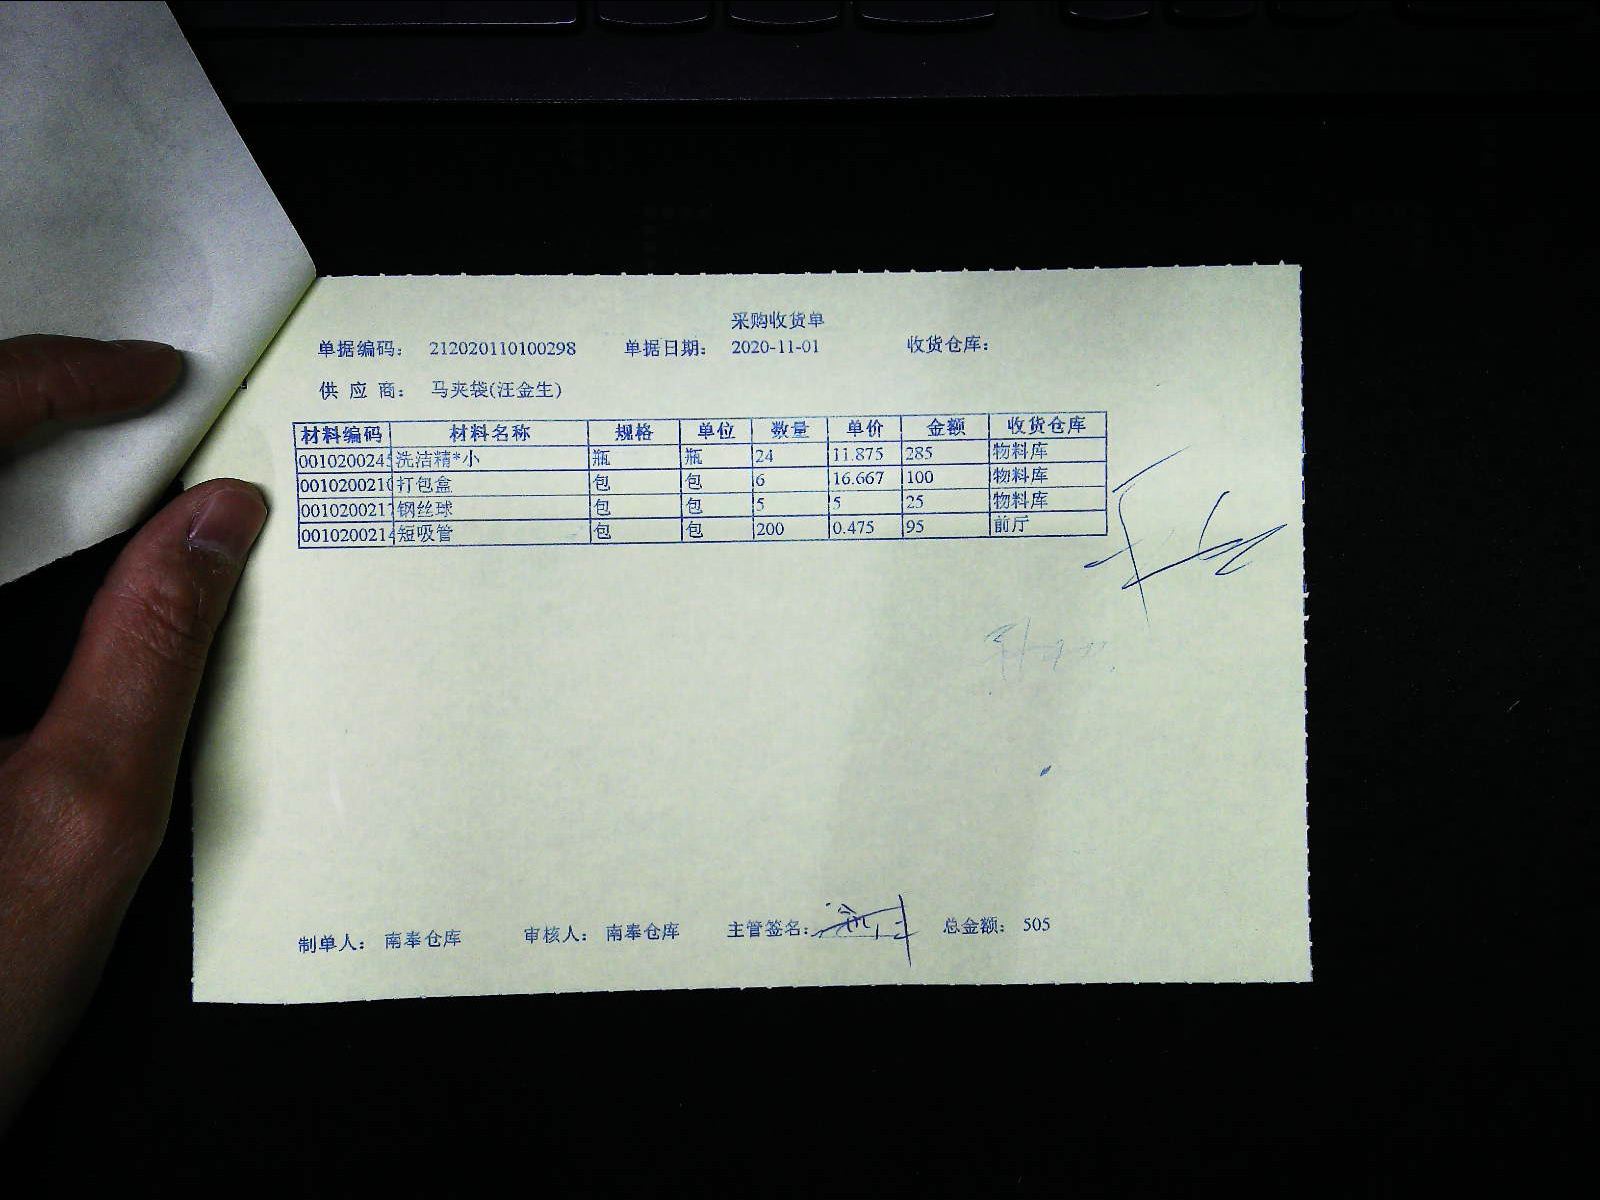 采购收货单
单据编码： 212020110100298 单据日期： 2020-11-01 收货仓库：
供 应 商： 马夹袋(汪金生)
材料编码 材料名称 规格 单位 数量 单价 金额 收货仓库
001020024 洗洁精*小 瓶 瓶 24 11.875 285 物料库
001020021 打包盒 包 包 6 16.667 100 物料库
001020021 钢丝球 包 包 5 5 25 物料库
001020021 短吸管 包 包 200 0.475 95 前厅
制单人： 南奉仓库 审核人： 南奉仓库 主管签名： 总金额： 505